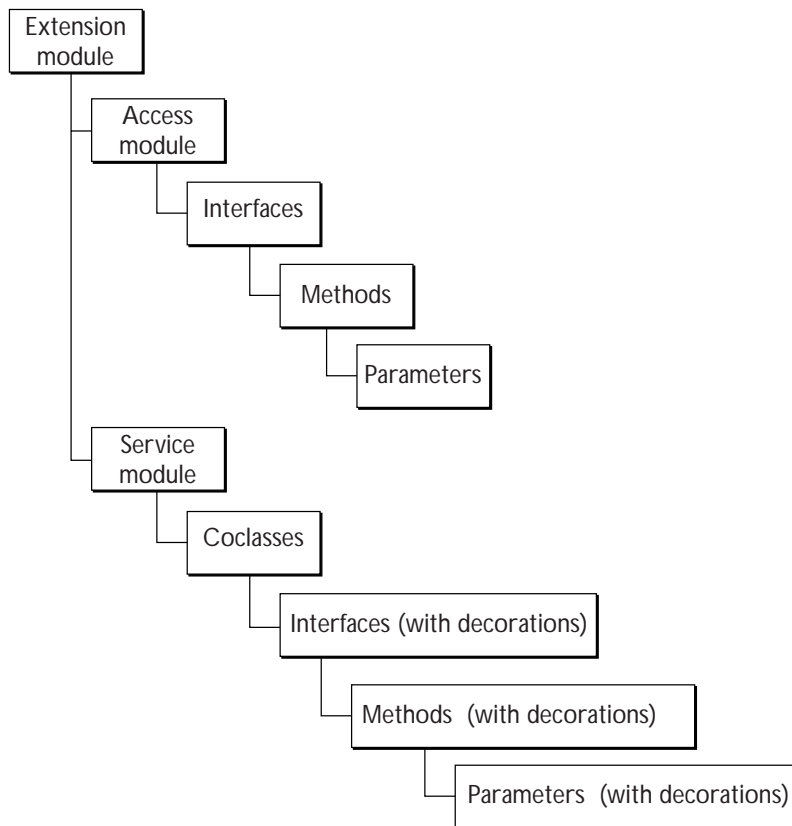 Extension
module
Access
module
Interfaces
Methods
Parameters
Service
module
Coclasses
Interfaces (with decorations)
Methods (with decorations)
Parameters (with decorations)